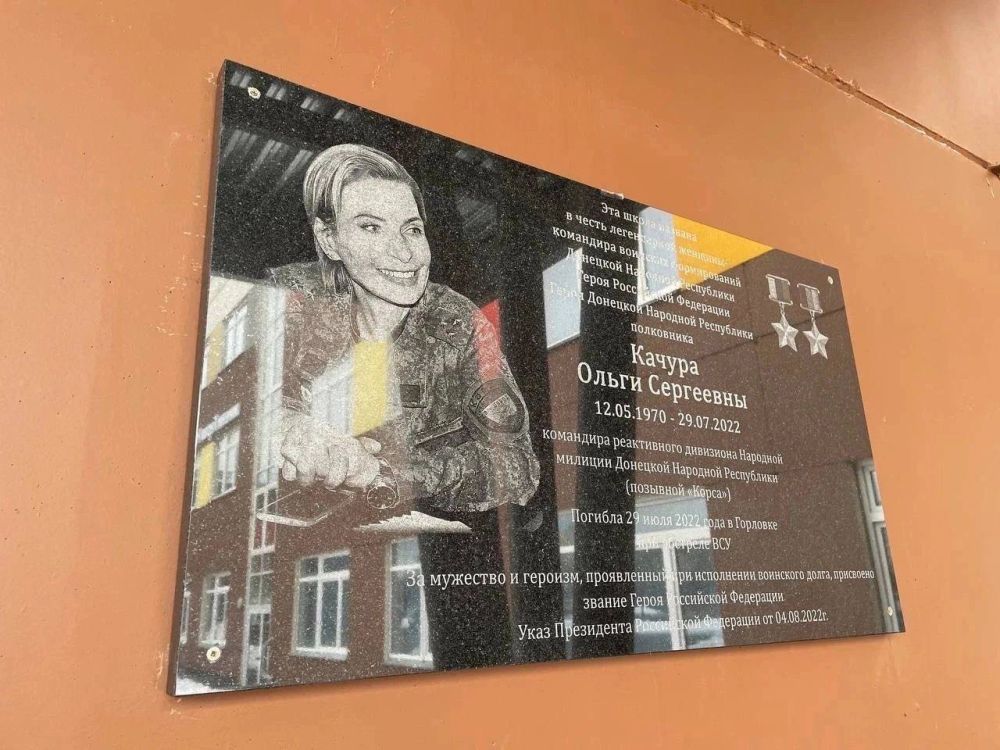 Эта школа названа
в честь легендарной женщины-
командира воинских формирований
Донецкой Народной Республики
Героя Российской Федерации
Героя Донецкой Народной Республики
полковника
Качура
Ольги Сергеевны
12.05.1970 - 29.07.2022
командира реактивного дивизиона Народной
милиции Донецкой Народной Республики
(позывной «Корса»)
Погибла 29 июля 2022 года в Горловке
при обстреле ВСУ
За мужество и героизм, проявленный при исполнении воинского долга, присвоено
звание Героя Российской Федерации
Указ Президента Российской Федерации от 04.08.2022г.